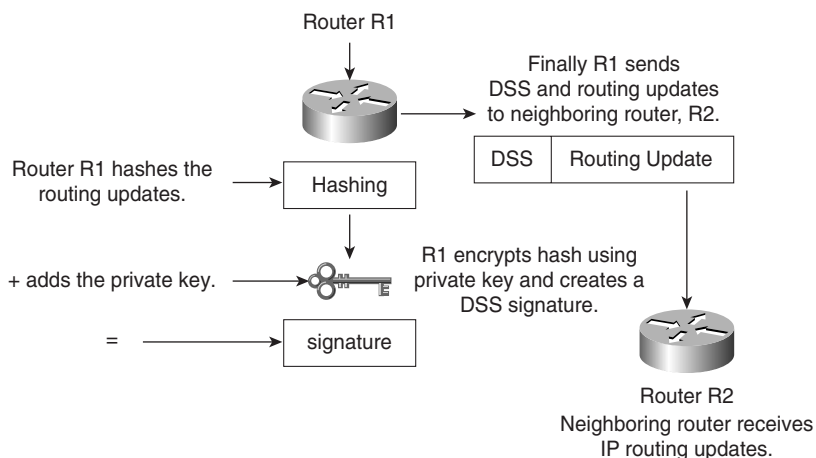 Router R1
Finally R1 sends
DSS and routing updates
to neighboring router, R2.
DSS
Routing Update
Router R1 hashes the
routing updates.
Hashing
+ adds the private key.
R1 encrypts hash using
private key and creates a
DSS signature.
=
signature
Router R2
Neighboring router receives
IP routing updates.